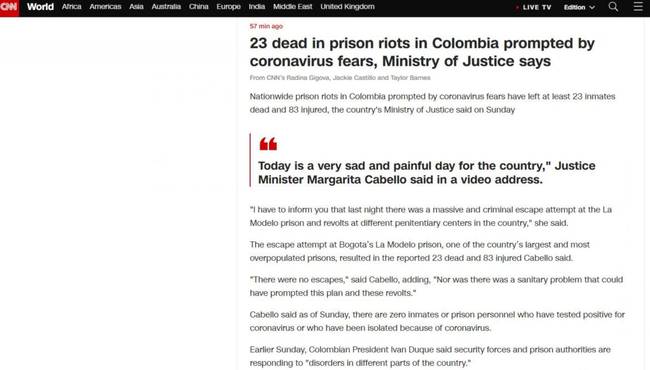 CNN World Africa Americas Asia Australia China Europe India Middle East United Kingdom LIVE TV Edition
57 min ago
23 dead in prison riots in Colombia prompted by
coronavirus fears, Ministry of Justice says
From CNN's Radina Gigova, Jackie Castillo and Taylor Barnes
Nationwide prison riots in Colombia prompted by coronavirus fears have left at least 23 inmates
dead and 83 injured, the country's Ministry of Justice said on Sunday
Today is a very sad and painful day for the country," Justice
Minister Margarita Cabello said in a video address.
"I have to inform you that last night there was a massive and criminal escape attempt at the La
Modelo prison and revolts at different penitentiary centers in the country," she said.
The escape attempt at Bogota's La Modelo prison, one of the country's largest and most
overpopulated prisons, resulted in the reported 23 dead and 83 injured Cabello said.
"There were no escapes," said Cabello, adding, "Nor was there was a sanitary problem that could
have prompted this plan and these revolts."
Cabello said as of Sunday, there are zero inmates or prison personnel who have tested positive for
coronavirus or who have been isolated because of coronavirus.
Earlier Sunday, Colombian President Ivan Duque said security forces and prison authorities are
responding to "disorders in different parts of the country."